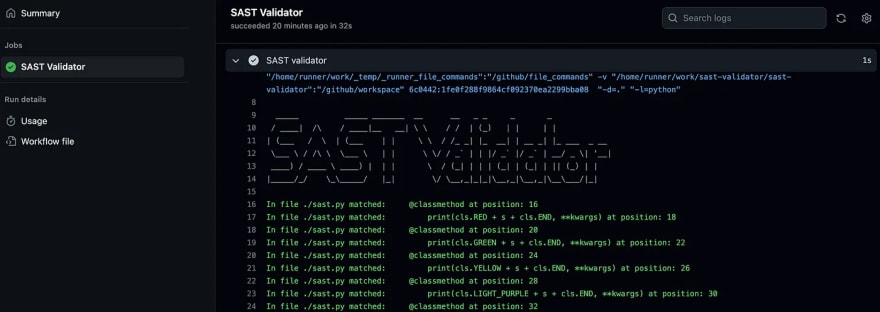 Summary
Jobs
SAST Validator
Run details
Usage
Workflow file
SAST Validator
succeeded 20 minutes ago in 32s
Search logs
SAST validator
1s
"/home/runner/work/_temp/_runner_file_commands":"/github/file_commands" -v "/home/runner/work/sast-validator/sast-
validator":"/github/workspace" 6c0442:1fe0f288f9864cf092370ea2299bba08 "-d=." "-l=python"
8
9
10
11
12
13
14
SAST Validator
15
16 In file ./sast.py matched: @classmethod at position: 16
17 In file ./sast.py matched: print(cls.RED + s + cls.END, **kwargs) at position: 18
18 In file ./sast.py matched: @classmethod at position: 20
19 In file ./sast.py matched: print(cls.GREEN + s + cls.END, **kwargs) at position: 22
20 In file ./sast.py matched: @classmethod at position: 24
21 In file ./sast.py matched: print(cls.YELLOW + s + cls.END, **kwargs) at position: 26
22 In file ./sast.py matched: @classmethod at position: 28
23 In file ./sast.py matched: print(cls.LIGHT_PURPLE + s + cls.END, **kwargs) at position: 30
24 In file ./sast.py matched: @classmethod at position: 32